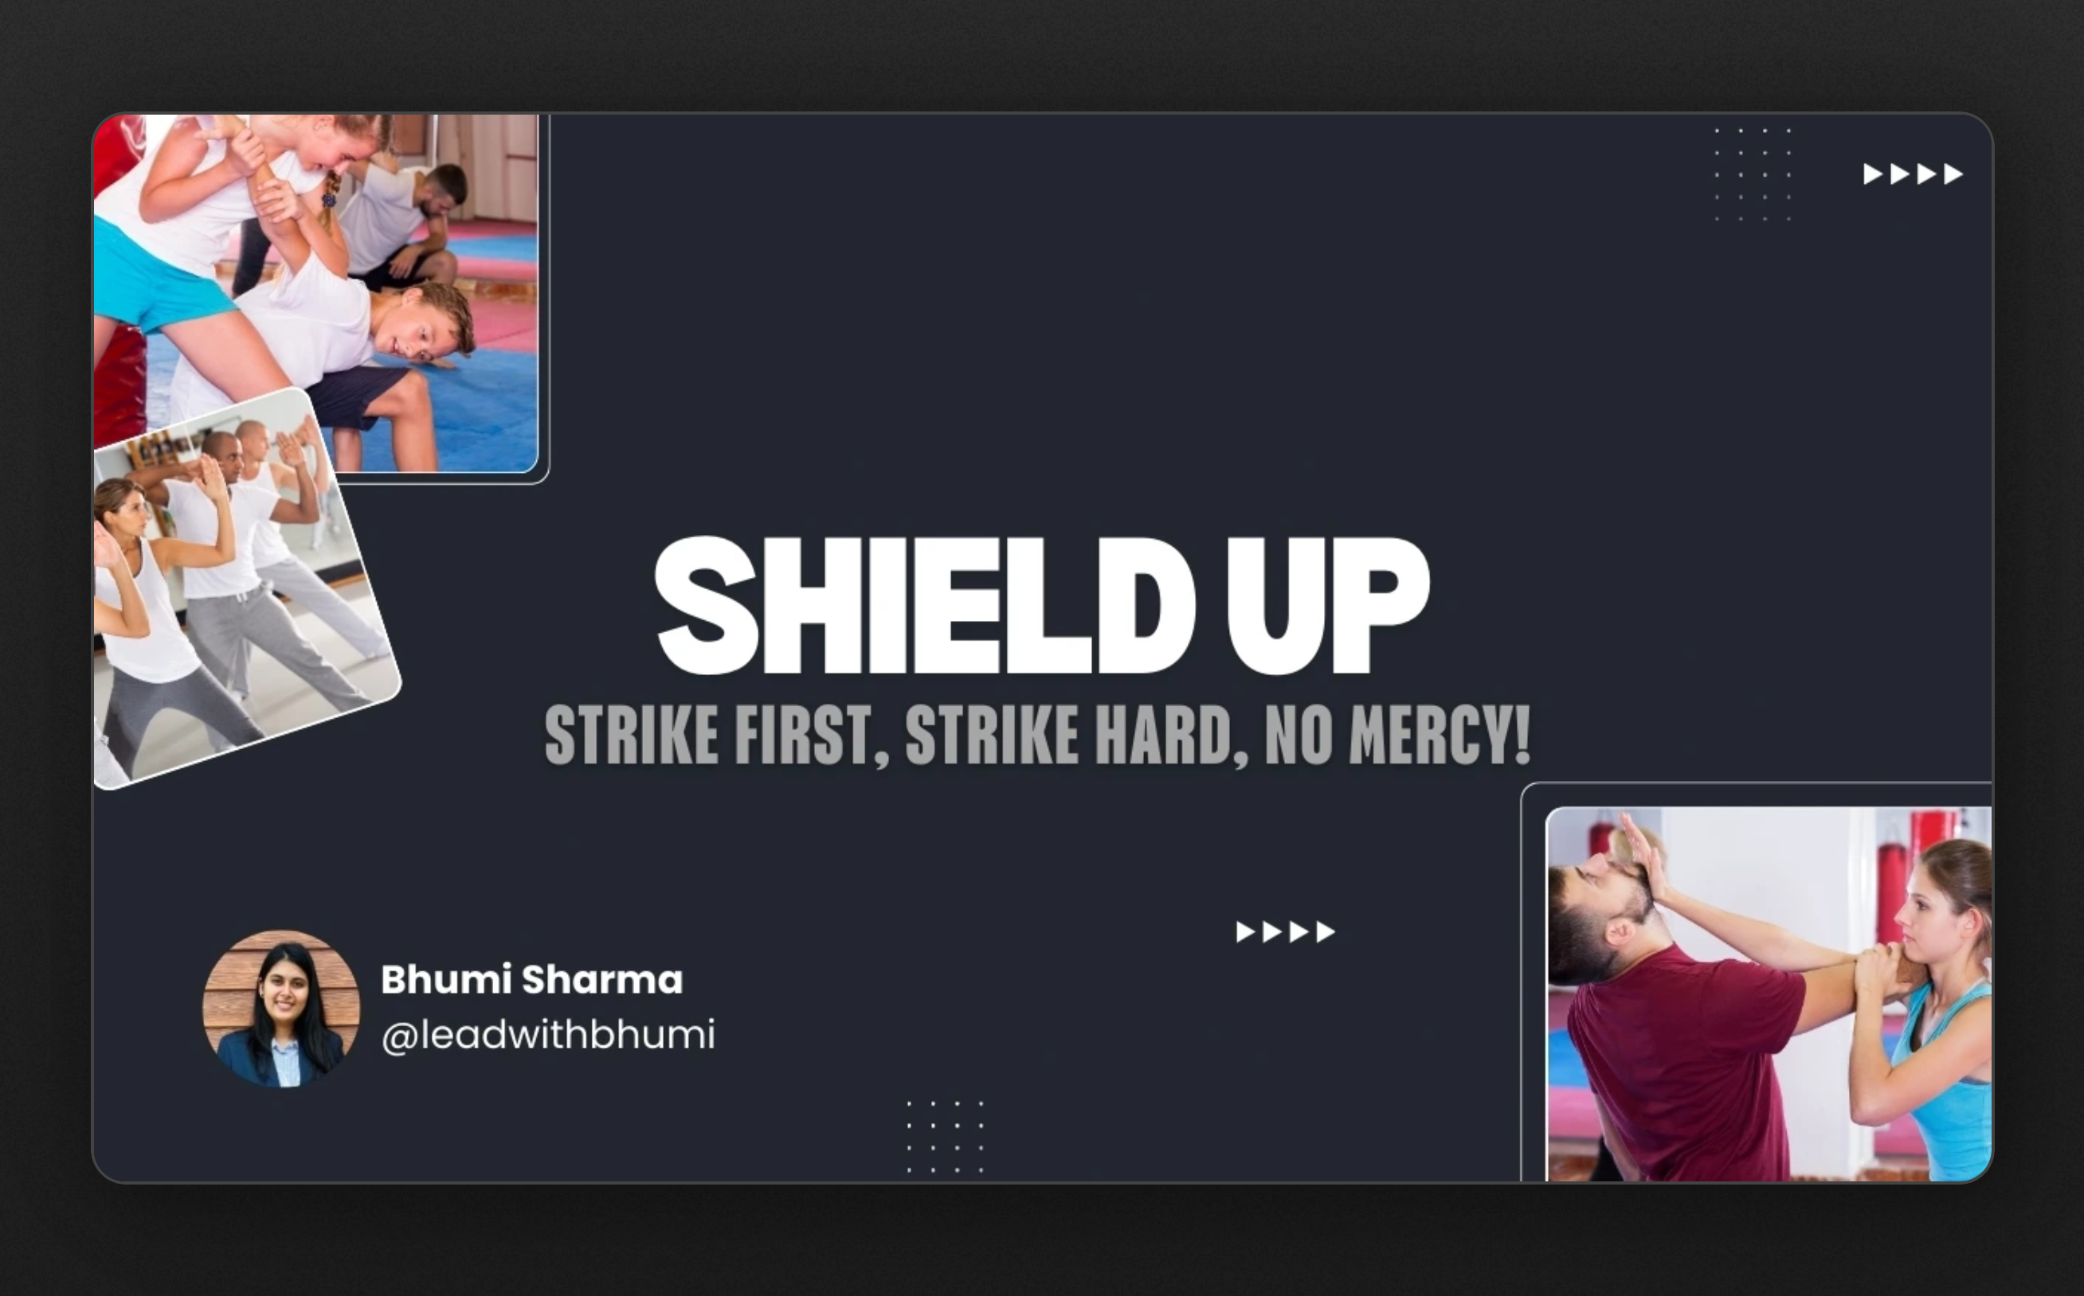 SHIELD UP
STRIKE FIRST, STRIKE HARD, NO MERCY!
Bhumi Sharma
@leadwithbhumi